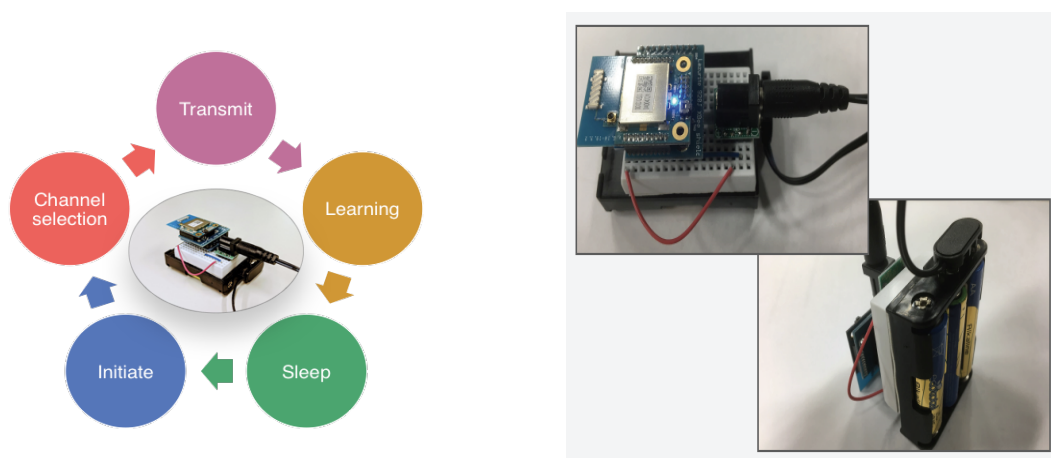 Transmit
Channel
selection
Learning
Initiate
Sleep